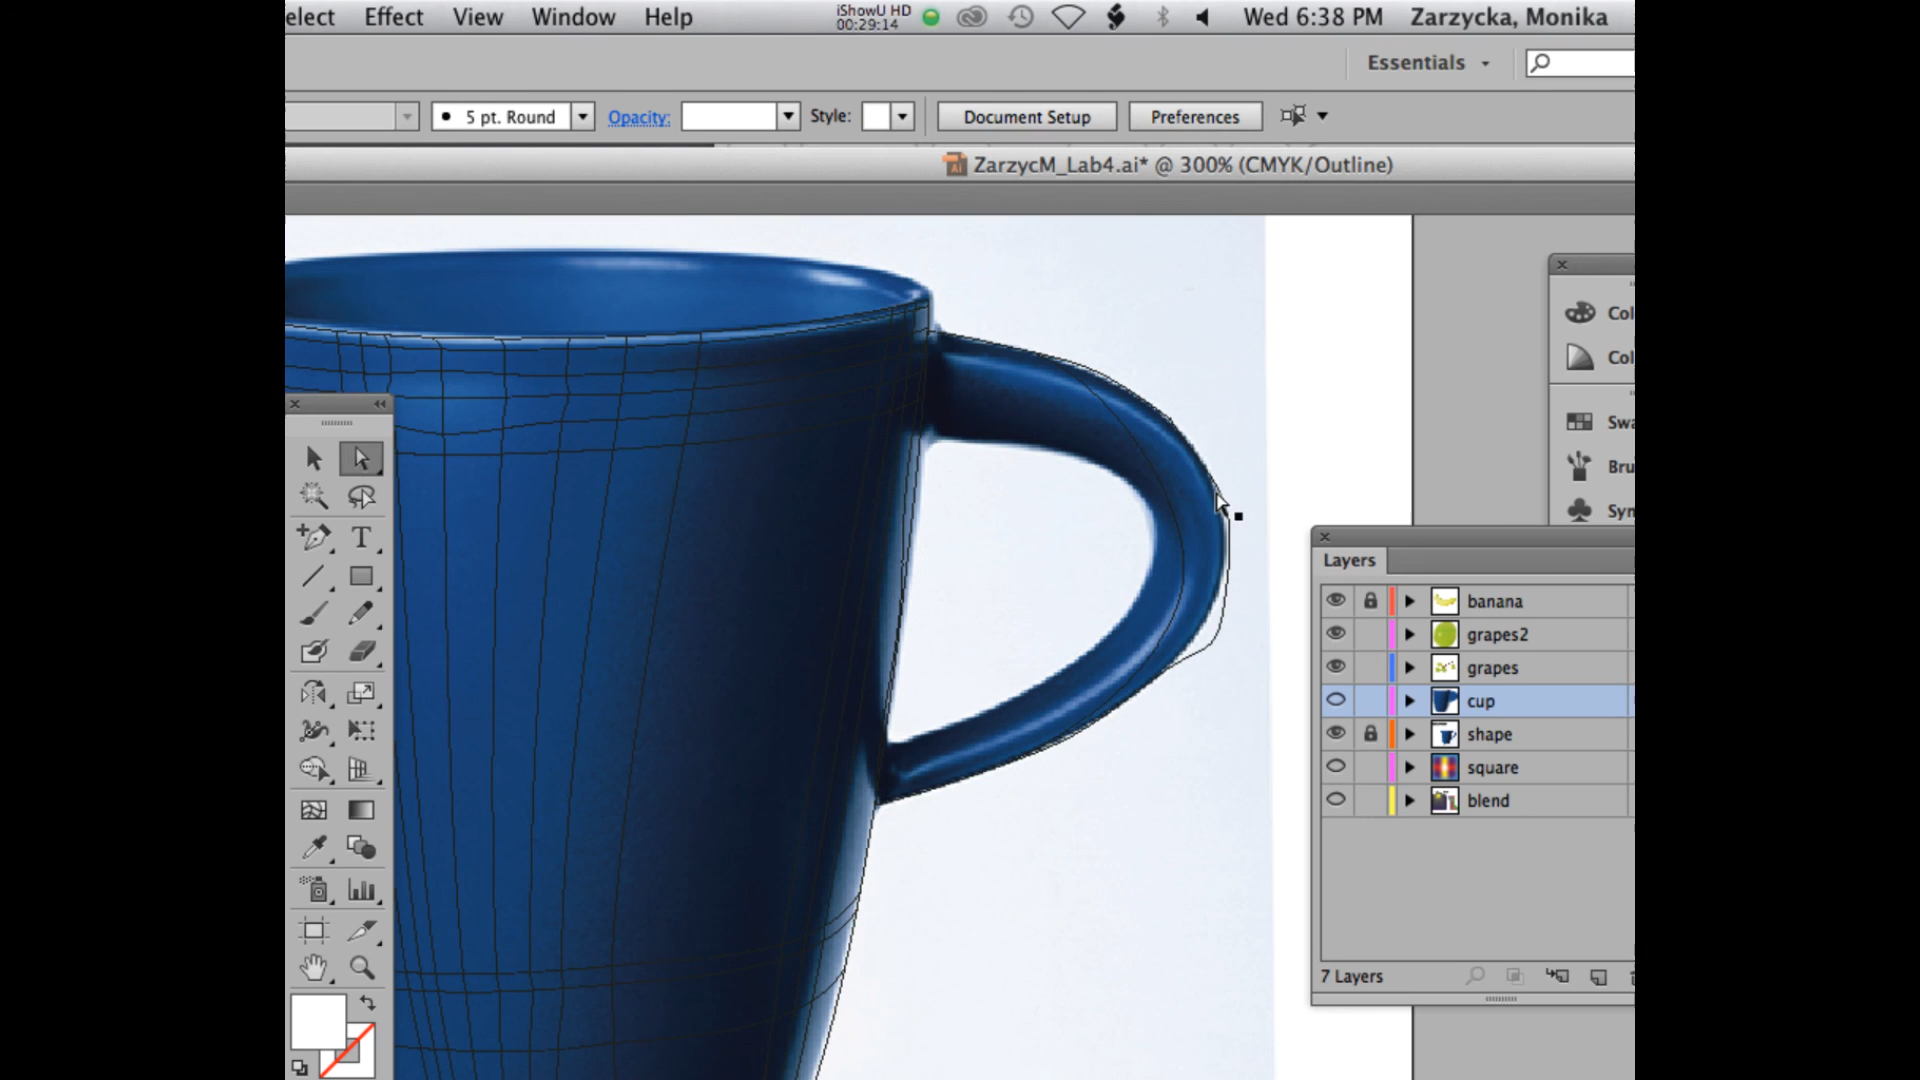 elect Effect View Window Help iShowU HD 00:29:14 Wed 6:38 PM Zarzycka, Monika
Essentials
5 pt. Round Opacity: Style: Document Setup Preferences
ZarzycM_Lab4.ai* @ 300% (CMYK/Outline)
Col
Col
Swa
Bru
Syn
Layers
banana
grapes2
grapes
cup
shape
square
blend
7 Layers